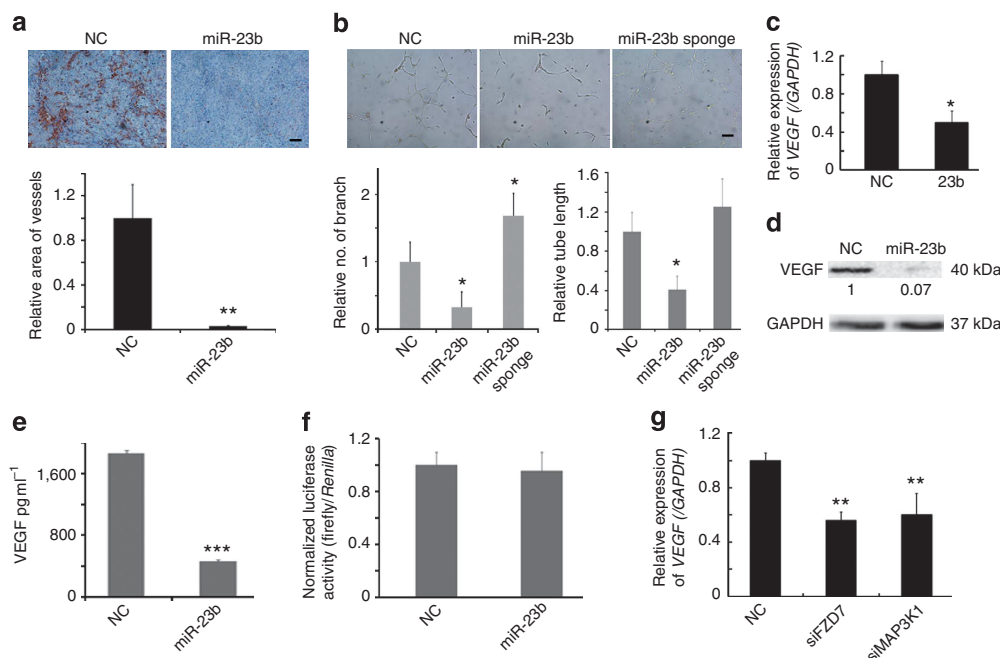 a
NC
miR-23b
Relative area of vessels
1.2
0.8
0.4
0
**
NC
miR-23b
b
NC
miR-23b
miR-23b sponge
Relative no. of branch
2
1
0
*
*
NC
miR-23b
miR-23b
sponge
Relative tube length
1.6
1.2
0.8
0.4
0
*
NC
miR-23b
miR-23b
sponge
c
Relative expression
of VEGF (/GAPDH)
1.2
0.8
0.4
0
*
NC
23b
d
NC
miR-23b
VEGF
40 kDa
1
0.07
GAPDH
37 kDa
e
VEGF pg ml−1
1,600
800
0
***
NC
miR-23b
f
Normalized luciferase
activity (firefly/Renilla)
1.2
0.8
0.4
0
NC
miR-23b
g
Relative expression
of VEGF (/GAPDH)
1.2
0.8
0.4
0
**
**
NC
siFZD7
siMAP3K1